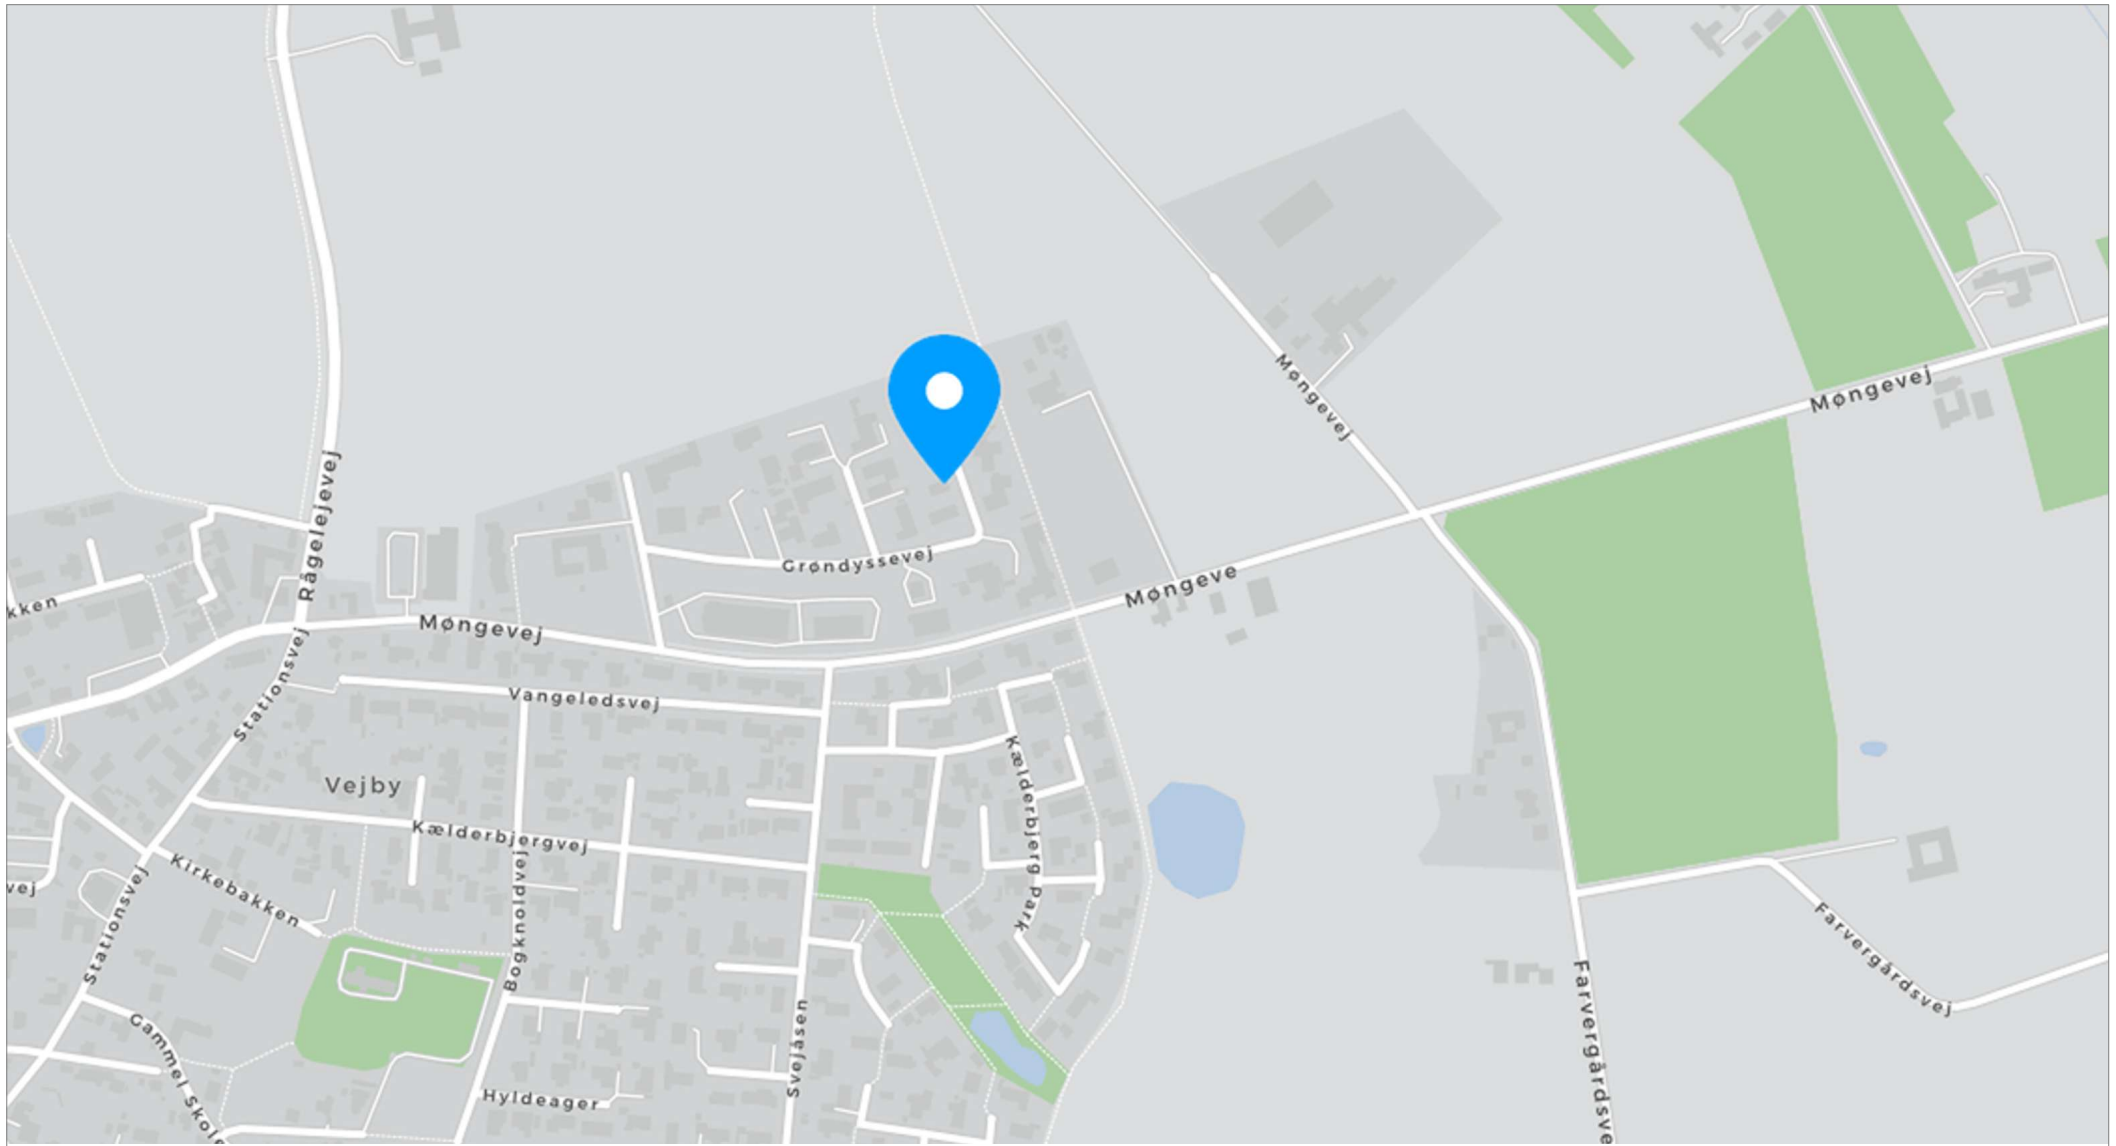 Møngevej
Møngevej
Rågelejevej
Grøndyssevej
Møngeve
kken
Møngevej
Stationsvej
Vangeledsvej
Vejby
Kælderbjerg Park
Kælderbjergvej
Bogknoldvej
Kirkebakken
vej
Stationsvej
Farvergårdsvej
Farvergårdsve
Svejåsen
Gammel Skole
Hyldeager